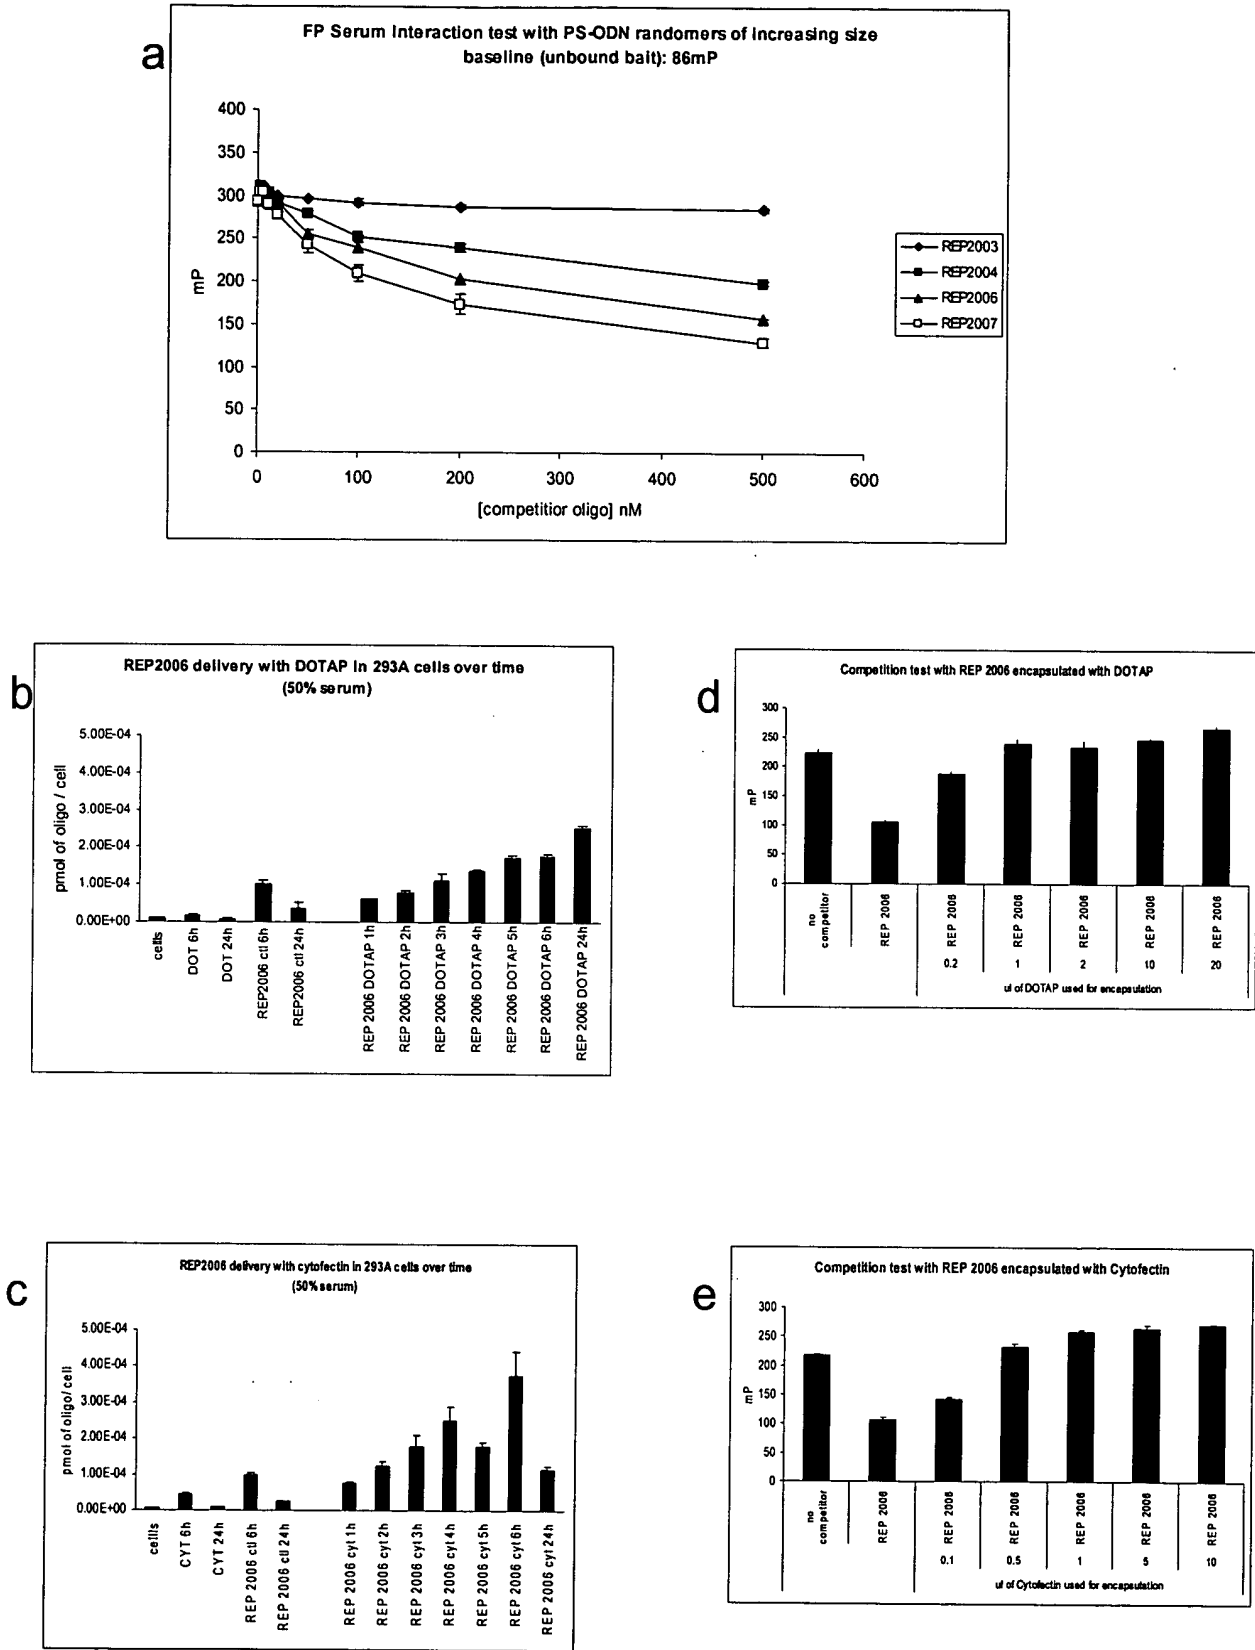 a
FP Serum Interaction test with PS-ODN randomers of increasing size
baseline (unbound bait): 86mP
400
350
300
250
200
150
100
50
0
mP
0 100 200 300 400 500 600
[competitior oligo] nM
REP2003
REP2004
REP2006
REP2007
b
REP2006 delivery with DOTAP in 293A cells over time
(50% serum)
5.00E-04
4.00E-04
3.00E-04
2.00E-04
1.00E-04
0.00E+00
pmol of oligo / cell
cells
DOT 6h
DOT 24h
REP2006 ctl 6h
REP2006 ctl 24h
REP 2006 DOTAP 1h
REP 2006 DOTAP 2h
REP 2006 DOTAP 3h
REP 2006 DOTAP 4h
REP 2006 DOTAP 5h
REP 2006 DOTAP 6h
REP 2006 DOTAP 24h
d
Competition test with REP 2006 encapsulated with DOTAP
300
250
200
150
100
50
0
mP
no competitor
REP 2006
REP 2006
REP 2006
REP 2006
REP 2006
REP 2006
0.2 1 2 10 20
ul of DOTAP used for encapsulation
c
REP2006 delivery with cytofectin in 293A cells over time
(50% serum)
5.00E-04
4.00E-04
3.00E-04
2.00E-04
1.00E-04
0.00E+00
pmol of oligo/ cell
cells
CYT 6h
CYT 24h
REP 2006 ctl 6h
REP 2006 ctl 24h
REP 2006 cyt 1h
REP 2006 cyt 2h
REP 2006 cyt 3h
REP 2006 cyt 4h
REP 2006 cyt 5h
REP 2006 cyt 6h
REP 2006 cyt 24h
e
Competition test with REP 2006 encapsulated with Cytofectin
300
250
200
150
100
50
0
mP
no competitor
REP 2006
REP 2006
REP 2006
REP 2006
REP 2006
REP 2006
0.1 0.5 1 5 10
ul of Cytofectin used for encapsulation